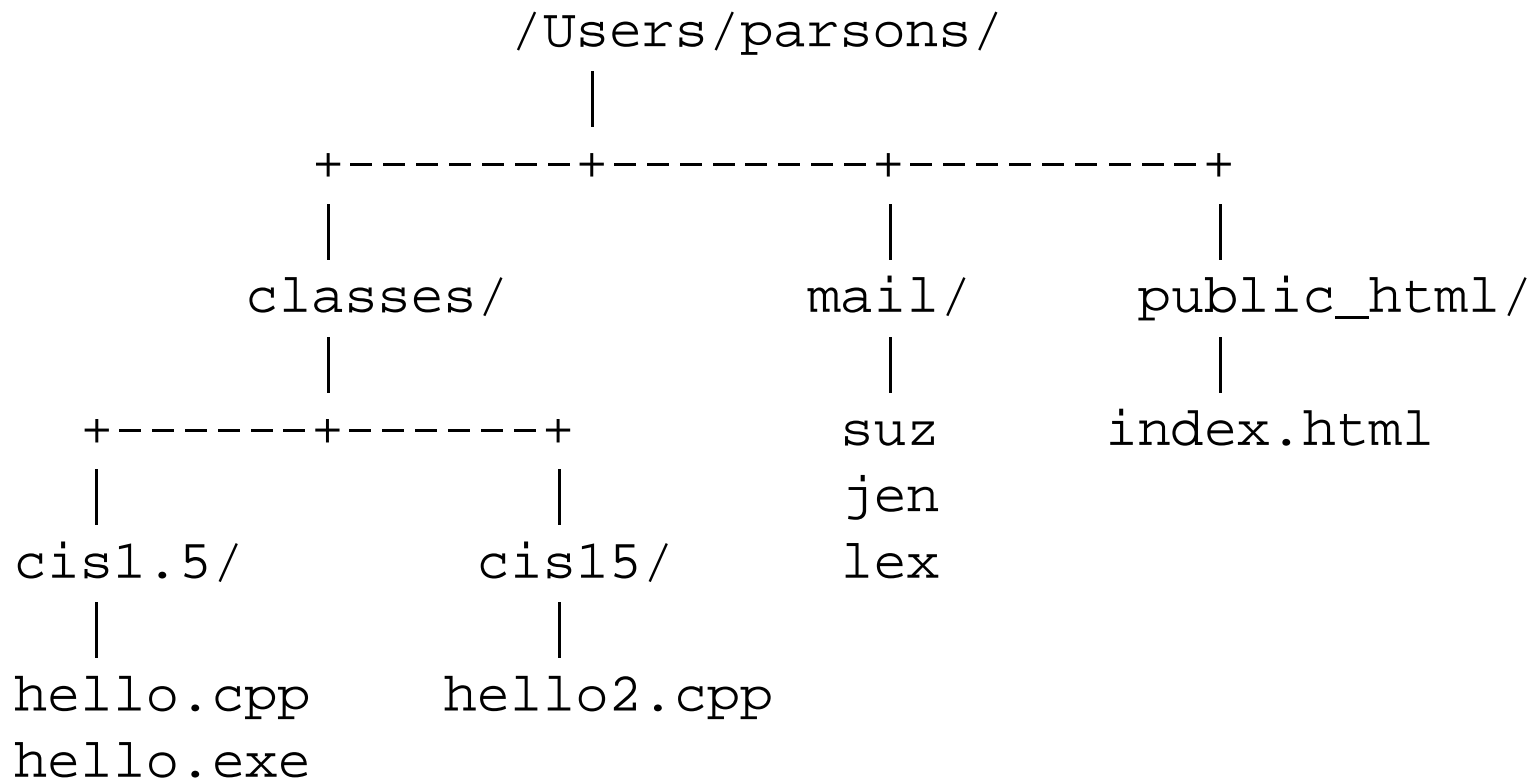 /Users/parsons/
|
+-------+--------+---------+
| | |
classes/ mail/ public_html/
| | |
+------+------+ suz index.html
| | jen
cis1.5/ cis15/ lex
| |
hello.cpp hello2.cpp
hello.exe